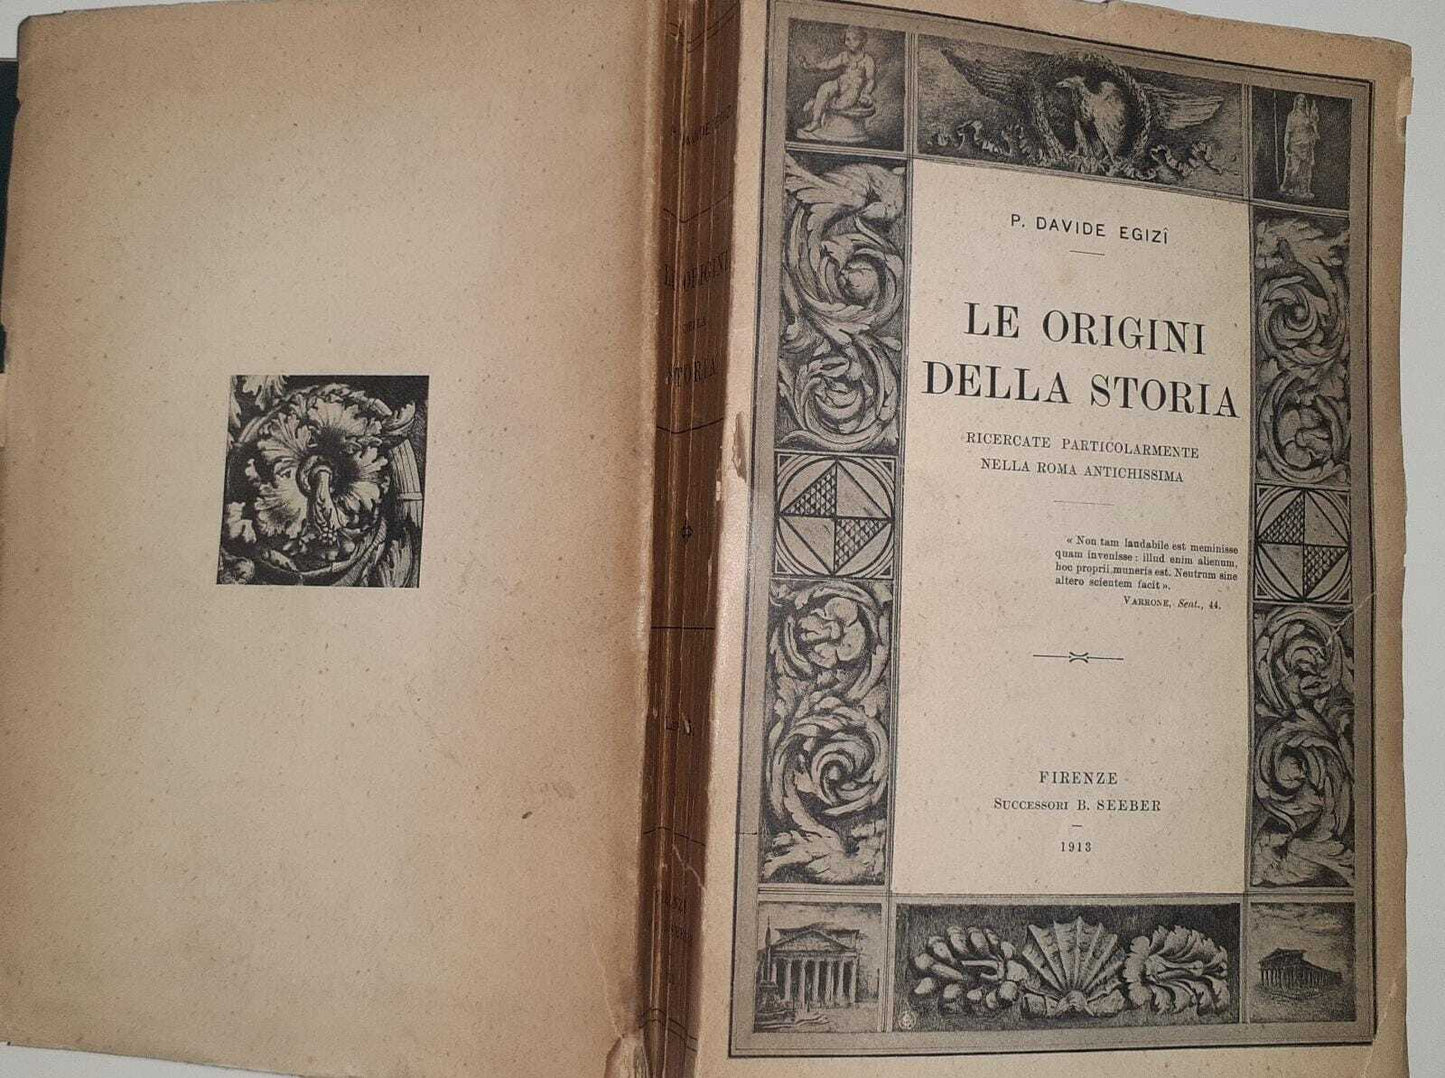 P. DAVIDE EGIZÎ
LE ORIGINI
DELLA
STORIA
P. DAVIDE EGIZÎ
LE ORIGINI
DELLA STORIA
RICERCATE PARTICOLARMENTE
NELLA ROMA ANTICHISSIMA
« Non tam laudabile est meminisse
quam invenisse : illud enim alienum,
hoc proprii muneris est. Neutrum sine
altero scientem facit ».
VARRONE, Sent., 44.
FIRENZE
SUCCESSORI B. SEEBER
1913